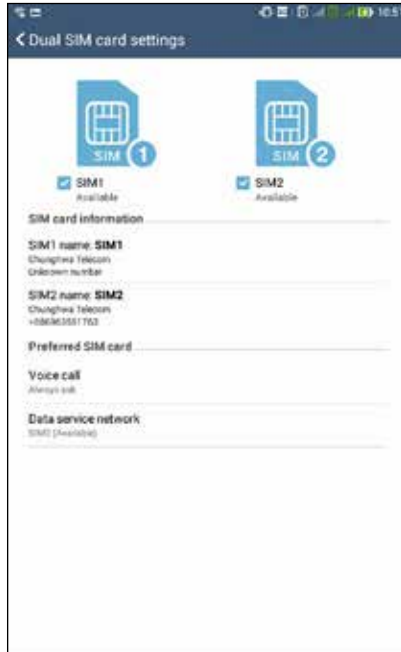 10:51
Dual SIM card settings
SIM 1
SIM 2
SIM1
Available
SIM2
Available
SIM card information
SIM1 name: SIM1
Chunghwa Telecom
Unknown number
SIM2 name: SIM2
Chunghwa Telecom
Preferred SIM card
Voice call
Always ask
Data service network
SIM2 (Available)